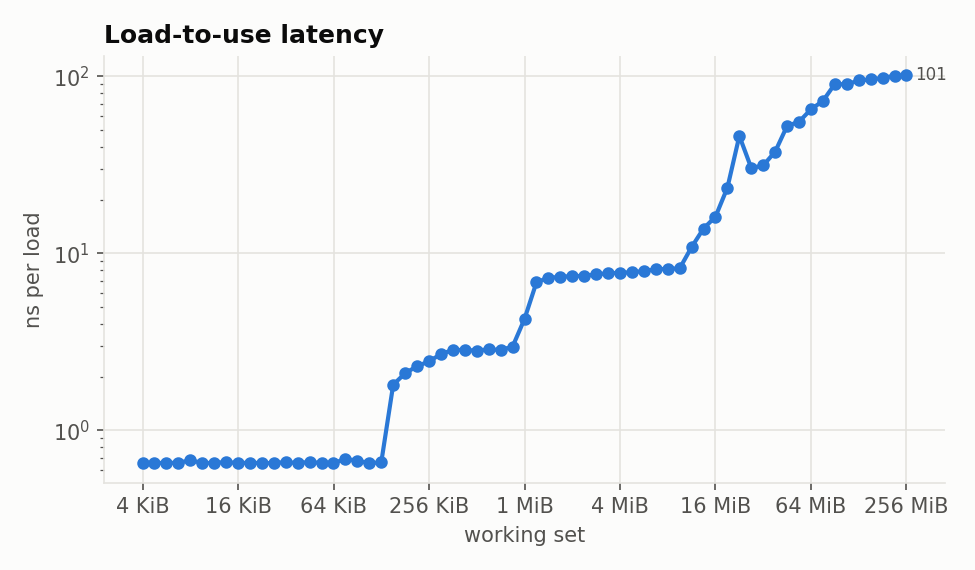 Load-to-use latency
ns per load
10²
10¹
10⁰
101
4 KiB 16 KiB 64 KiB 256 KiB 1 MiB 4 MiB 16 MiB 64 MiB 256 MiB
working set